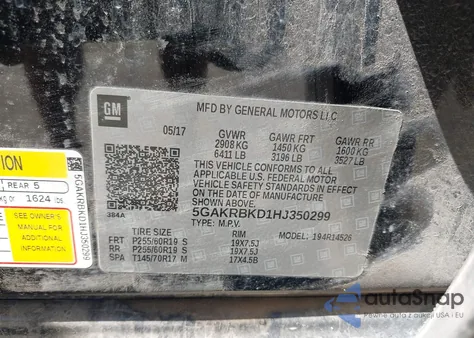 GM
MFD BY GENERAL MOTORS LLC
05/17
GVWR GAWR FRT GAWR RR
2908 KG 1450 KG 1600 KG
6411 LB 3196 LB 3527 LB
THIS VEHICLE CONFORMS TO ALL
APPLICABLE U.S. FEDERAL MOTOR
VEHICLE SAFETY STANDARDS IN EFFECT
ON THE DATE OF MANUFACTURE
SHOWN ABOVE.
5GAKRBKD1HJ350299
384A
TYPE: M.P.V. MODEL: 194R14526
TIRE SIZE RIM
FRT P255/60R19 S 19X7.5J
RR P255/60R19 S 19X7.5J
SPA T145/70R17 M 17X4.5B
REAR 5
1624
SEE OWNER'S
MANUAL FOR
ADDITIONAL
INFORMATION
5GAKRBKD1HJ350299
autoSnap